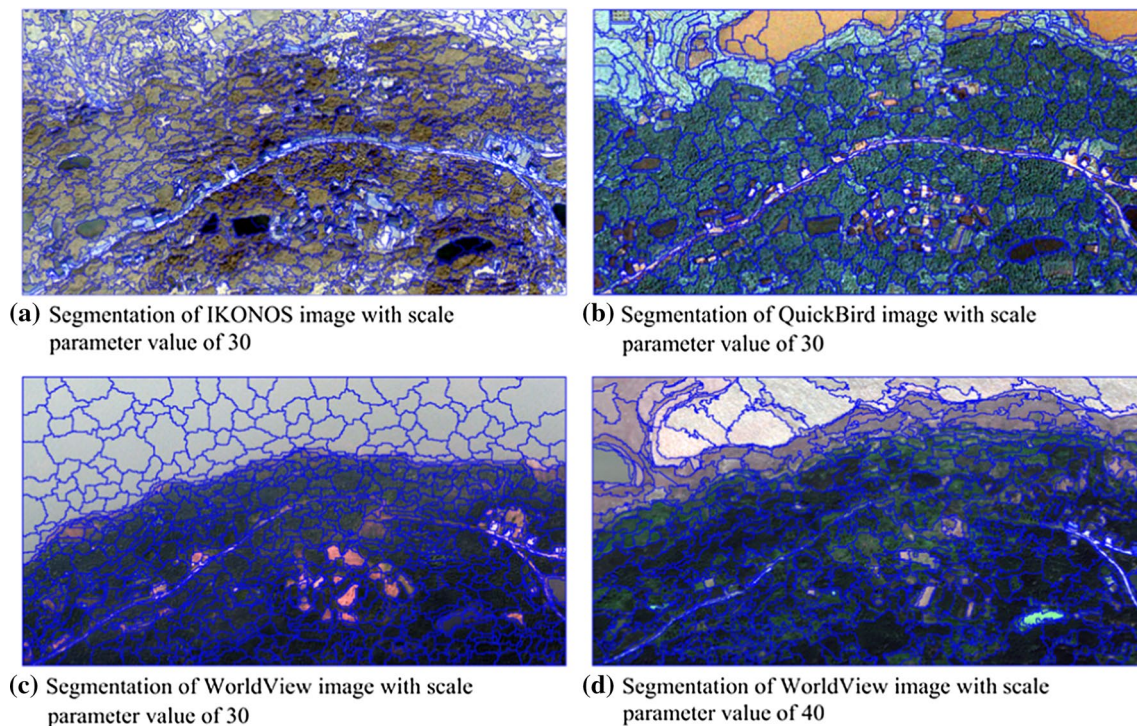 (a) Segmentation of IKONOS image with scale
parameter value of 30
(b) Segmentation of QuickBird image with scale
parameter value of 30
(c) Segmentation of WorldView image with scale
parameter value of 30
(d) Segmentation of WorldView image with scale
parameter value of 40